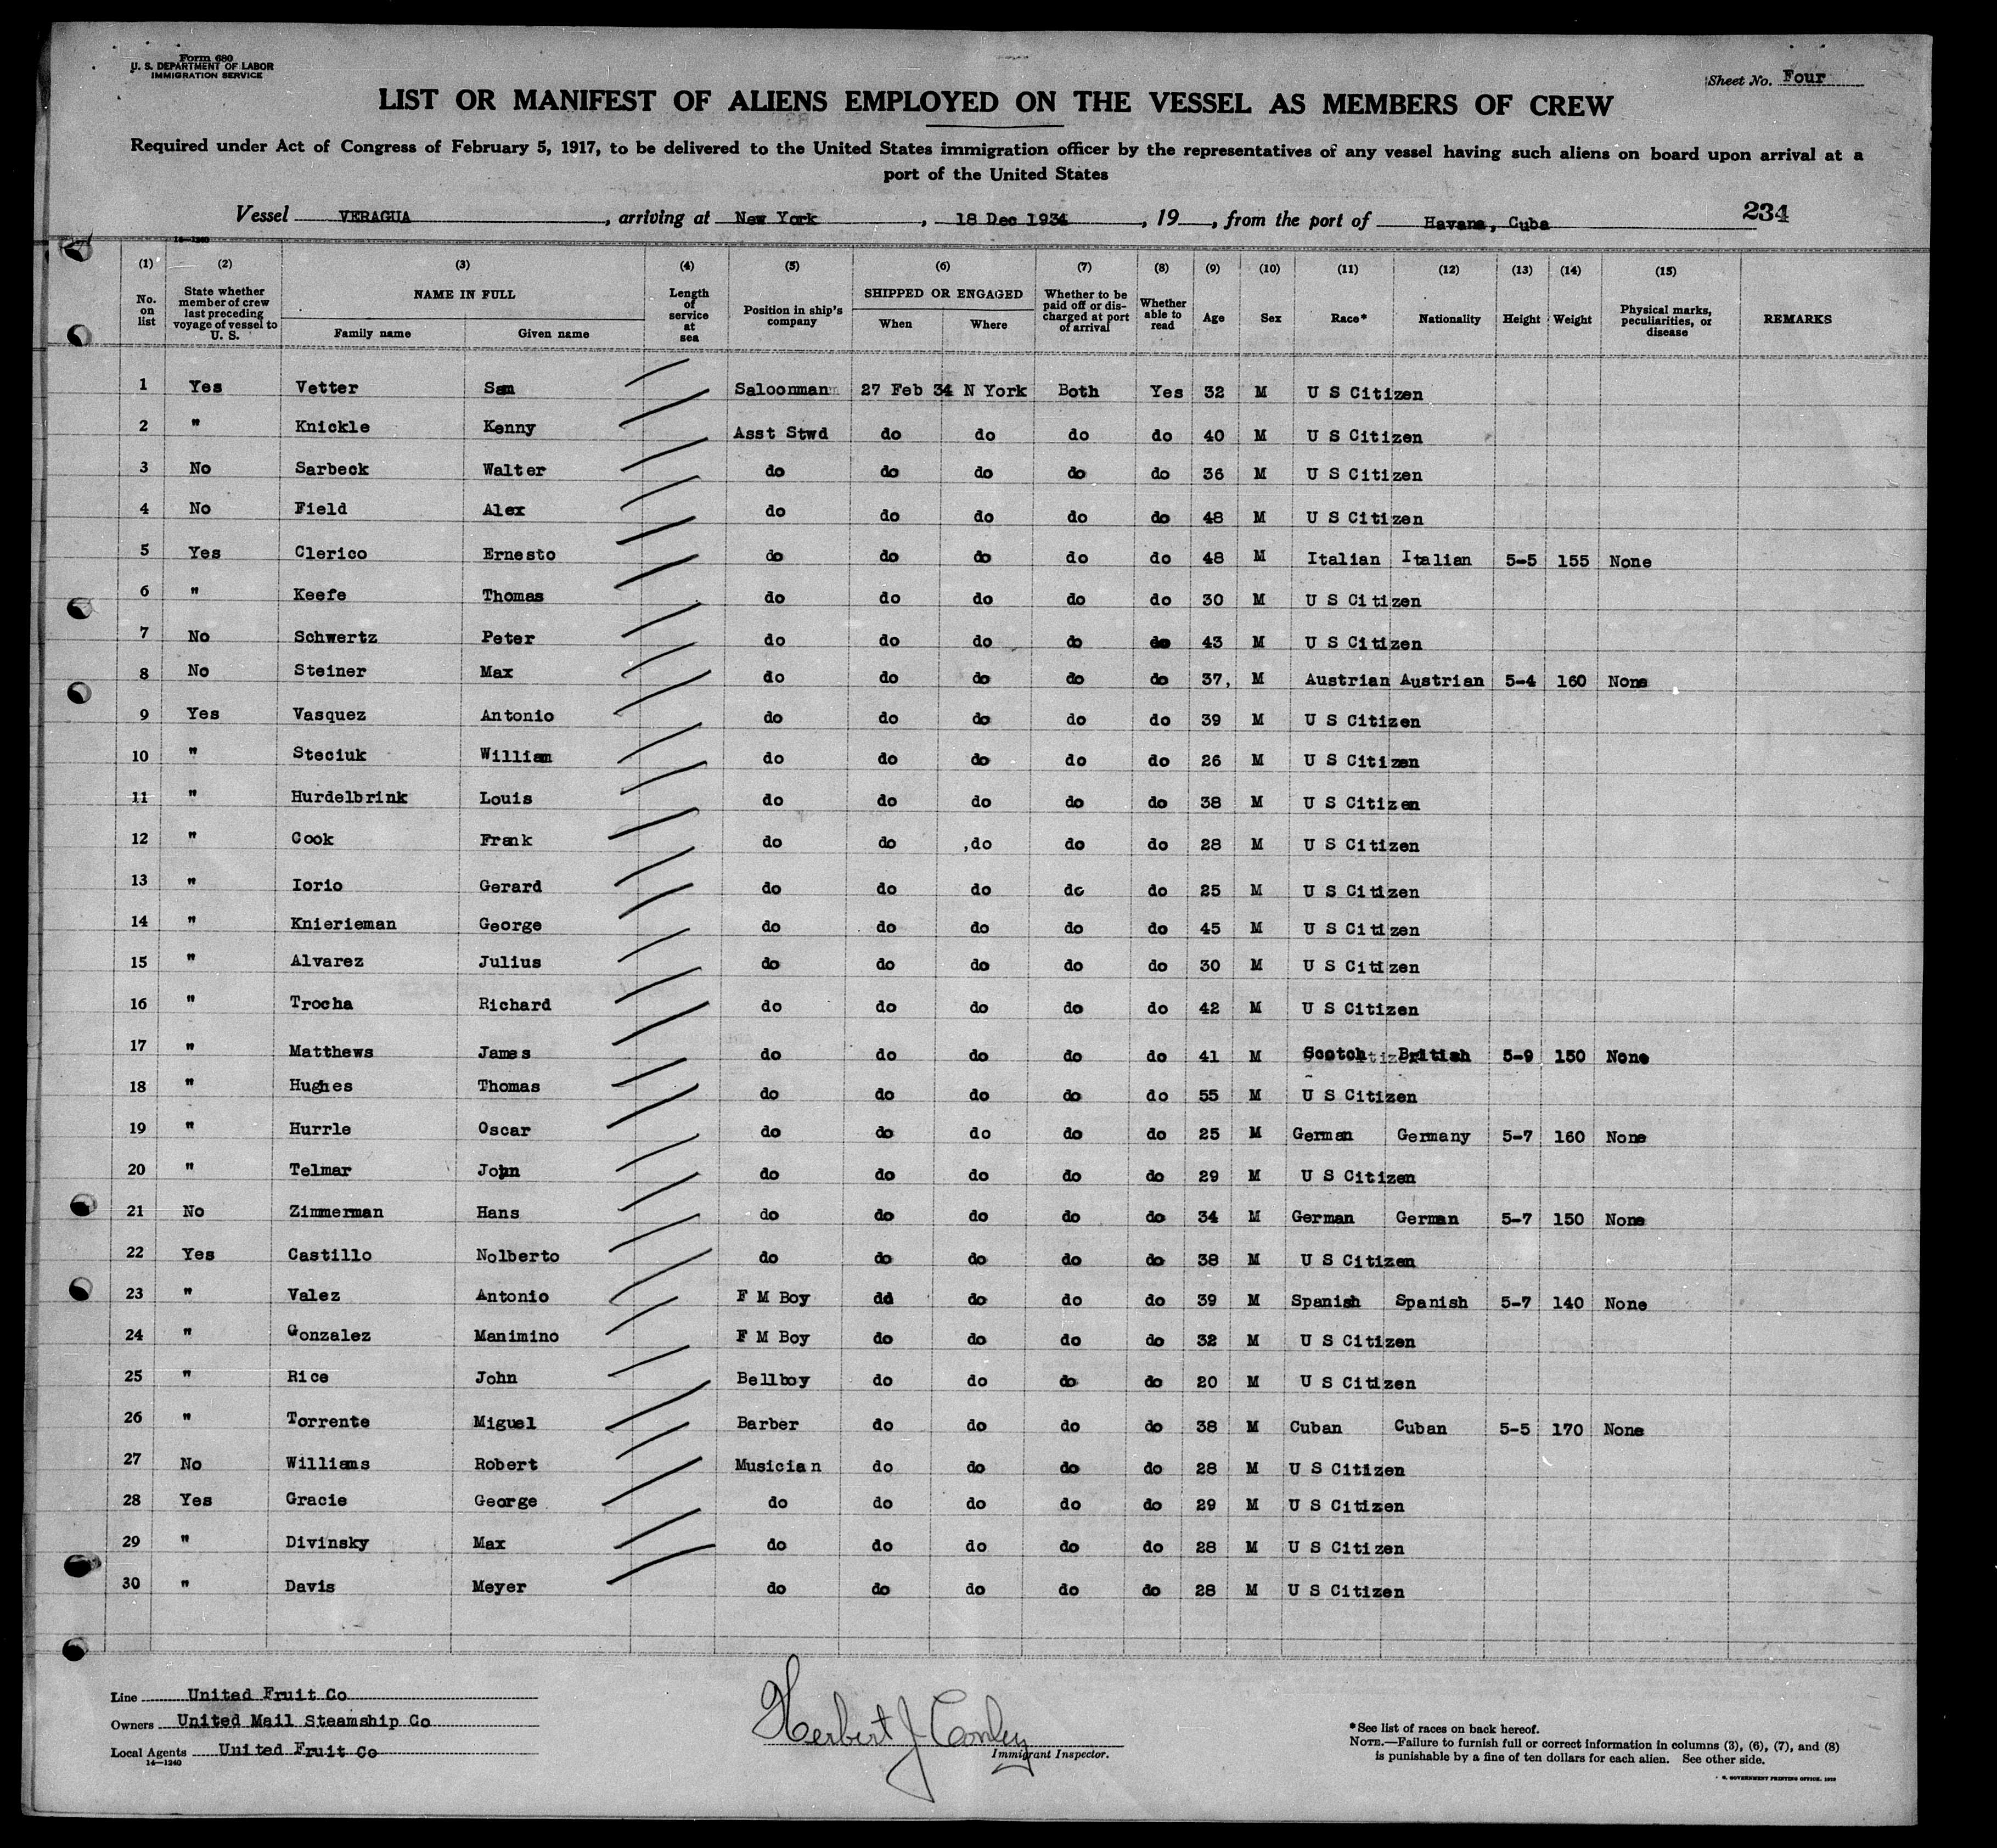 Form 680
U. S. DEPARTMENT OF LABOR
IMMIGRATION SERVICE
Sheet No. Four
LIST OR MANIFEST OF ALIENS EMPLOYED ON THE VESSEL AS MEMBERS OF CREW
Required under Act of Congress of February 5, 1917, to be delivered to the United States immigration officer by the representatives of any vessel having such aliens on board upon arrival at a
port of the United States
Vessel VERAGUA, arriving at New York, 18 Dec 1934, 19__, from the port of Havana, Cuba 234
14—1240
(1) (2) (3) (4) (5) (6) (7) (8) (9) (10) (11) (12) (13) (14) (15)
No. on list | State whether member of crew last preceding voyage of vessel to U. S. | NAME IN FULL Family name Given name | Length of service at sea | Position in ship's company | SHIPPED OR ENGAGED When Where | Whether to be paid off or discharged at port of arrival | Whether able to read | Age | Sex | Race* | Nationality | Height | Weight | Physical marks, peculiarities, or disease | REMARKS
1 Yes Vetter Sam Saloonman 27 Feb 34 N York Both Yes 32 M U S Citizen
2 " Knickle Kenny Asst Stwd do do do do 40 M U S Citizen
3 No Sarbeck Walter do do do do do 36 M U S Citizen
4 No Field Alex do do do do do 48 M U S Citizen
5 Yes Clerico Ernesto do do do do do 48 M Italian Italian 5-5 155 None
6 " Keefe Thomas do do do do do 30 M U S Citizen
7 No Schwertz Peter do do do do do 43 M U S Citizen
8 No Steiner Max do do do do do 37, M Austrian Austrian 5-4 160 None
9 Yes Vasquez Antonio do do do do do 39 M U S Citizen
10 " Steciuk William do do do do do 26 M U S Citizen
11 " Hurdelbrink Louis do do do do do 38 M U S Citizen
12 " Cook Frank do do ,do do do 28 M U S Citizen
13 " Iorio Gerard do do do do do 25 M U S Citizen
14 " Knierieman George do do do do do 45 M U S Citizen
15 " Alvarez Julius do do do do do 30 M U S Citizen
16 " Trocha Richard do do do do do 42 M U S Citizen
17 " Matthews James do do do do do 41 M Scotch British 5-9 150 None
18 " Hughes Thomas do do do do do 55 M U S Citizen
19 " Hurrle Oscar do do do do do 25 M German Germany 5-7 160 None
20 " Telmar John do do do do do 29 M U S Citizen
21 No Zimmerman Hans do do do do do 34 M German German 5-7 150 None
22 Yes Castillo Nolberto do do do do do 38 M U S Citizen
23 " Valez Antonio F M Boy dd do do do 39 M Spanish Spanish 5-7 140 None
24 " Gonzalez Manimino F M Boy do do do do 32 M U S Citizen
25 " Rice John Bellboy do do do do 20 M U S Citizen
26 " Torrente Miguel Barber do do do do 38 M Cuban Cuban 5-5 170 None
27 No Williams Robert Musician do do do do 28 M U S Citizen
28 Yes Gracie George do do do do do 29 M U S Citizen
29 " Divinsky Max do do do do do 28 M U S Citizen
30 " Davis Meyer do do do do do 28 M U S Citizen
Line United Fruit Co
Owners United Mail Steamship Co
Local Agents United Fruit Co
14—1240
Herbert J Conley
Immigrant Inspector.
*See list of races on back hereof.
NOTE.—Failure to furnish full or correct information in columns (3), (6), (7), and (8)
is punishable by a fine of ten dollars for each alien. See other side.
GOVERNMENT PRINTING OFFICE.